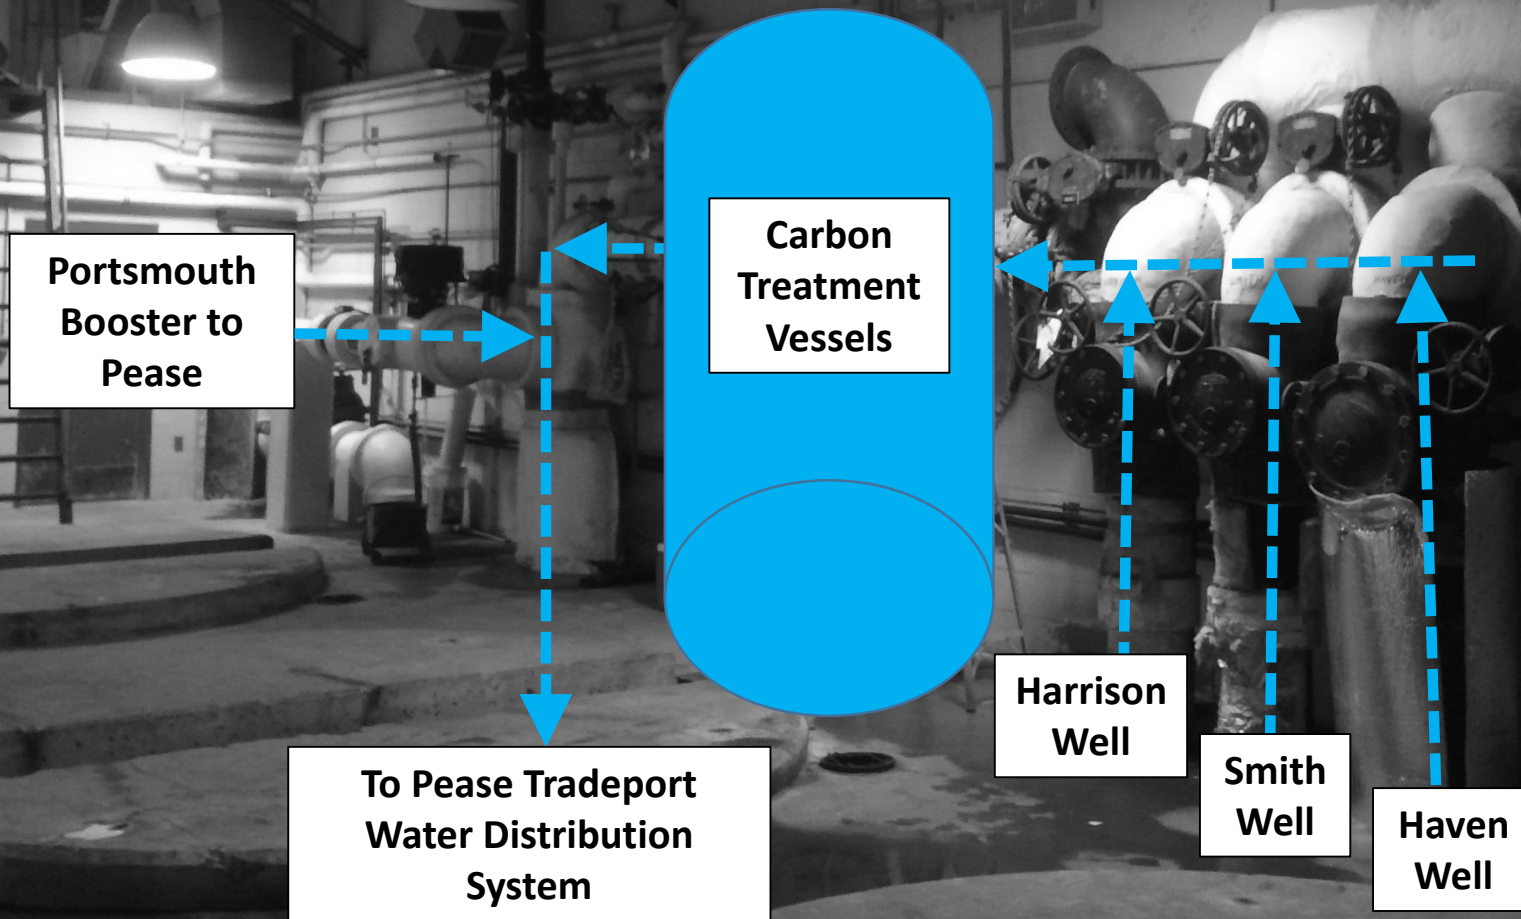 Portsmouth
Booster to
Pease
Carbon
Treatment
Vessels
Harrison
Well
Smith
Well
Haven
Well
To Pease Tradeport
Water Distribution
System